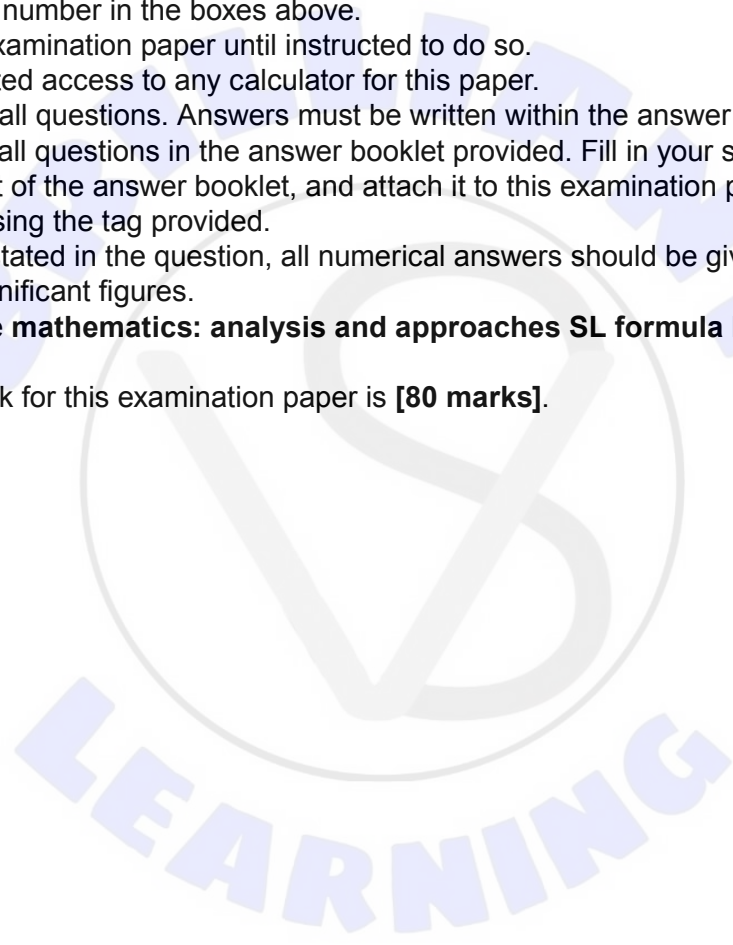 number in the boxes above.
xamination paper until instructed to do so.
ted access to any calculator for this paper.
all questions. Answers must be written within the answer
all questions in the answer booklet provided. Fill in your s
t of the answer booklet, and attach it to this examination p
sing the tag provided.
tated in the question, all numerical answers should be giv
nificant figures.
e mathematics: analysis and approaches SL formula
k for this examination paper is [80 marks].
BRILLIANT
VS
LEARNING